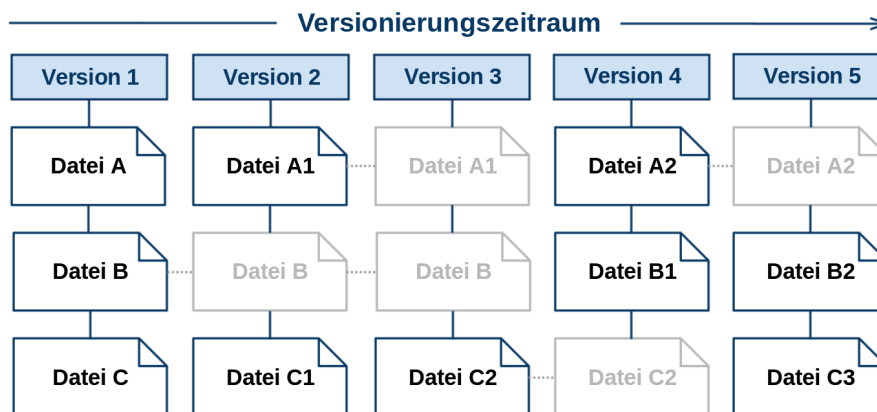 Versionierungszeitraum
Version 1 Version 2 Version 3 Version 4 Version 5
Datei A Datei A1 Datei A1 Datei A2 Datei A2
Datei B Datei B Datei B Datei B1 Datei B2
Datei C Datei C1 Datei C2 Datei C2 Datei C3